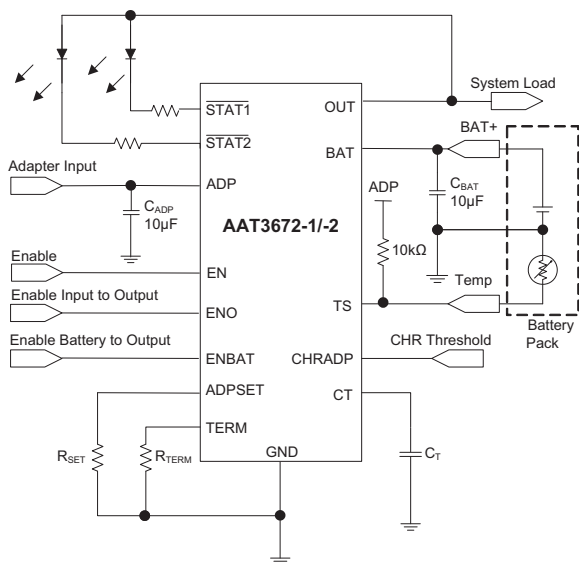 System Load
STAT1
OUT
BAT+
STAT2
BAT
Adapter Input
ADP
ADP
CADP
10µF
CBAT
10µF
AAT3672-1/-2
10kΩ
Enable
EN
Temp
Enable Input to Output
ENO
TS
Battery
Pack
Enable Battery to Output
ENBAT
CHRADP
CHR Threshold
ADPSET
CT
TERM
RSET
RTERM
GND
CT